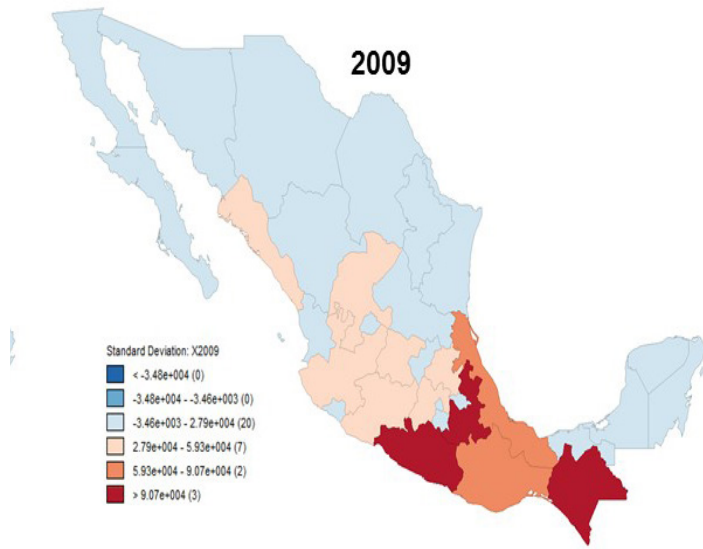 2009
Standard Deviation: X2009
< -3.48e+004 (0)
-3.48e+004 - -3.46e+003 (0)
-3.46e+003 - 2.79e+004 (20)
2.79e+004 - 5.93e+004 (7)
5.93e+004 - 9.07e+004 (2)
> 9.07e+004 (3)